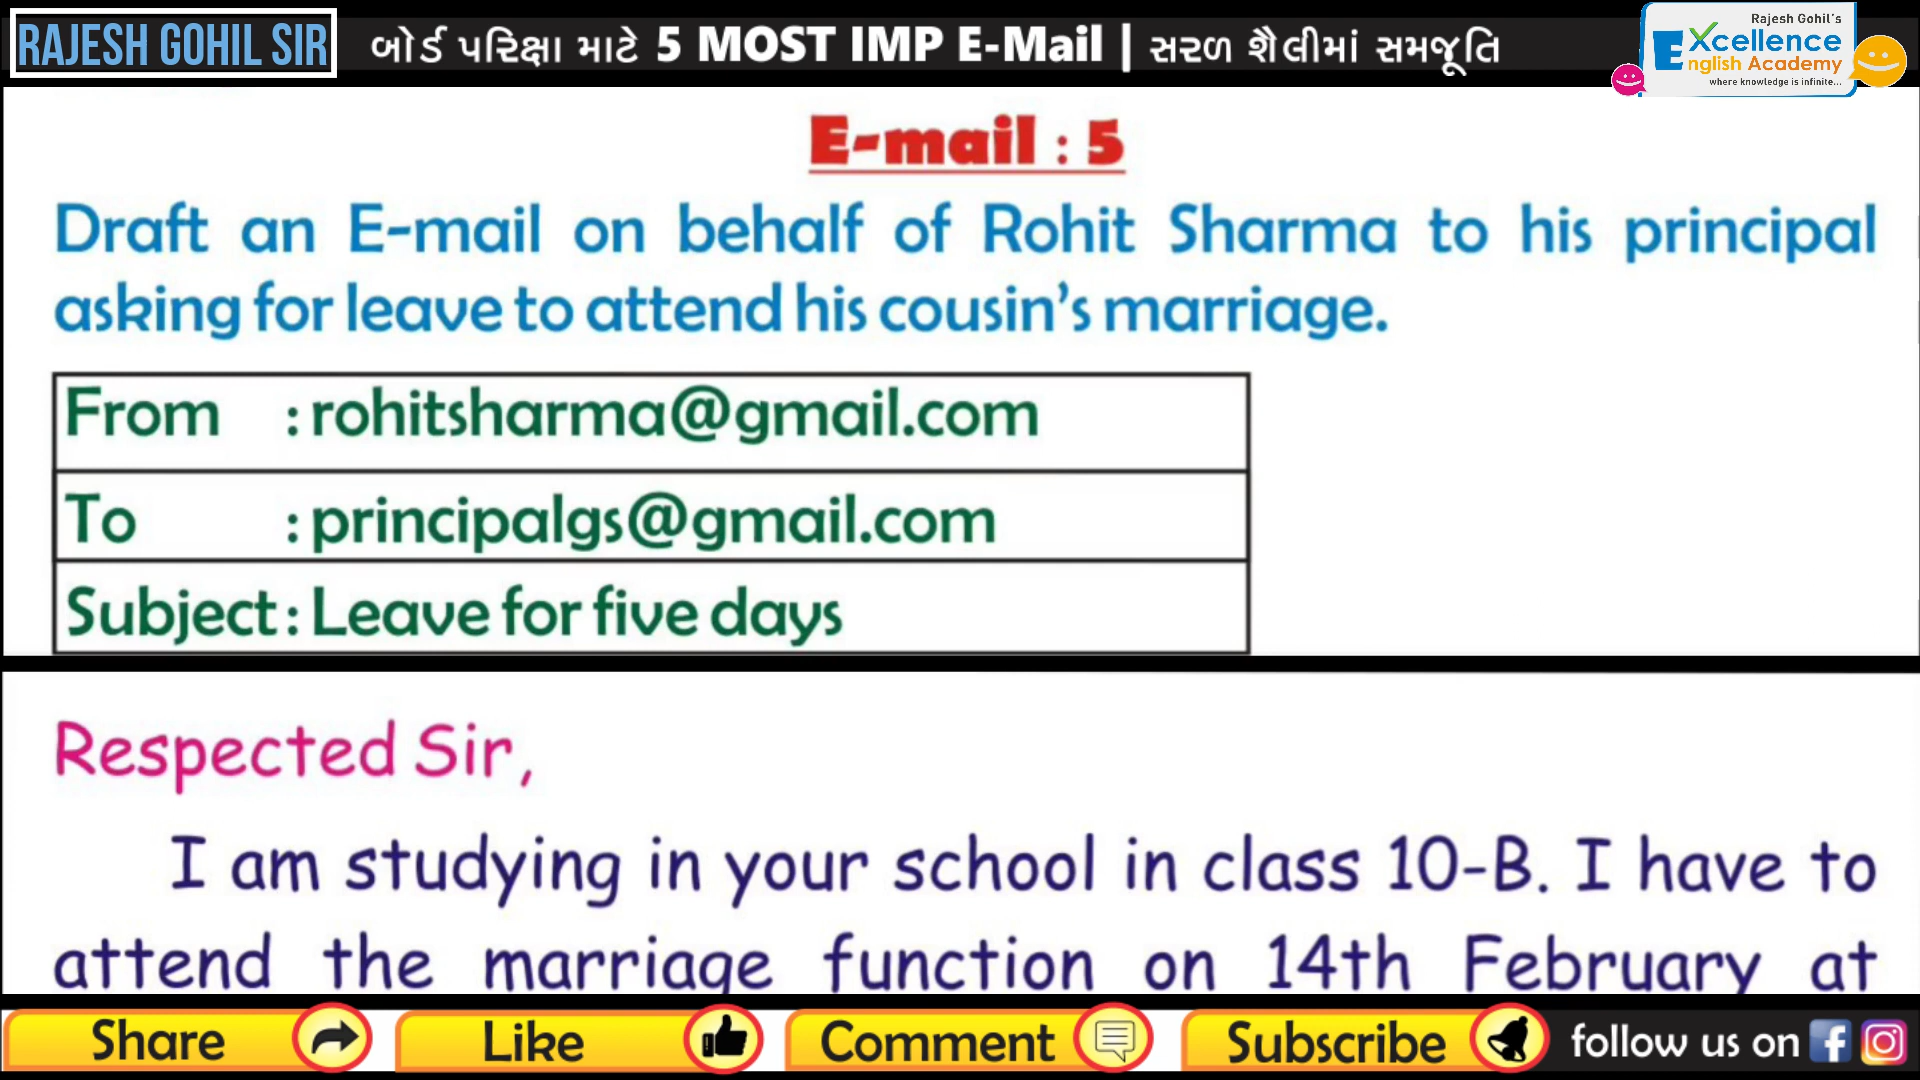 RAJESH GOHIL SIR
બોર્ડ પરિક્ષા માટે 5 MOST IMP E-Mail | સરળ શૈલીમાં સમજૂતિ
Rajesh Gohil's
EXcellence
English Academy
where knowledge is infinite...
E-mail : 5
Draft an E-mail on behalf of Rohit Sharma to his principal
asking for leave to attend his cousin's marriage.
From : rohitsharma@gmail.com
To : principalgs@gmail.com
Subject : Leave for five days
Respected Sir,
I am studying in your school in class 10-B. I have to
attend the marriage function on 14th February at
Share Like Comment Subscribe follow us on